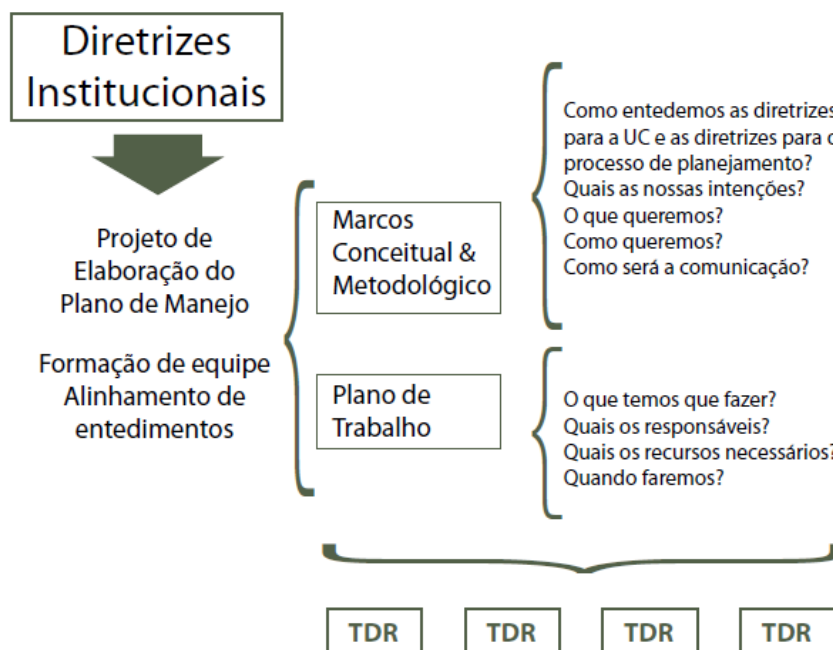 Diretrizes
Institucionais
Projeto de
Elaboração do
Plano de Manejo
Formação de equipe
Alinhamento de
entedimentos
Marcos
Conceitual &
Metodológico
Como entedemos as diretrizes
para a UC e as diretrizes para o
processo de planejamento?
Quais as nossas intenções?
O que queremos?
Como queremos?
Como será a comunicação?
Plano de
Trabalho
O que temos que fazer?
Quais os responsáveis?
Quais os recursos necessários?
Quando faremos?
TDR
TDR
TDR
TDR